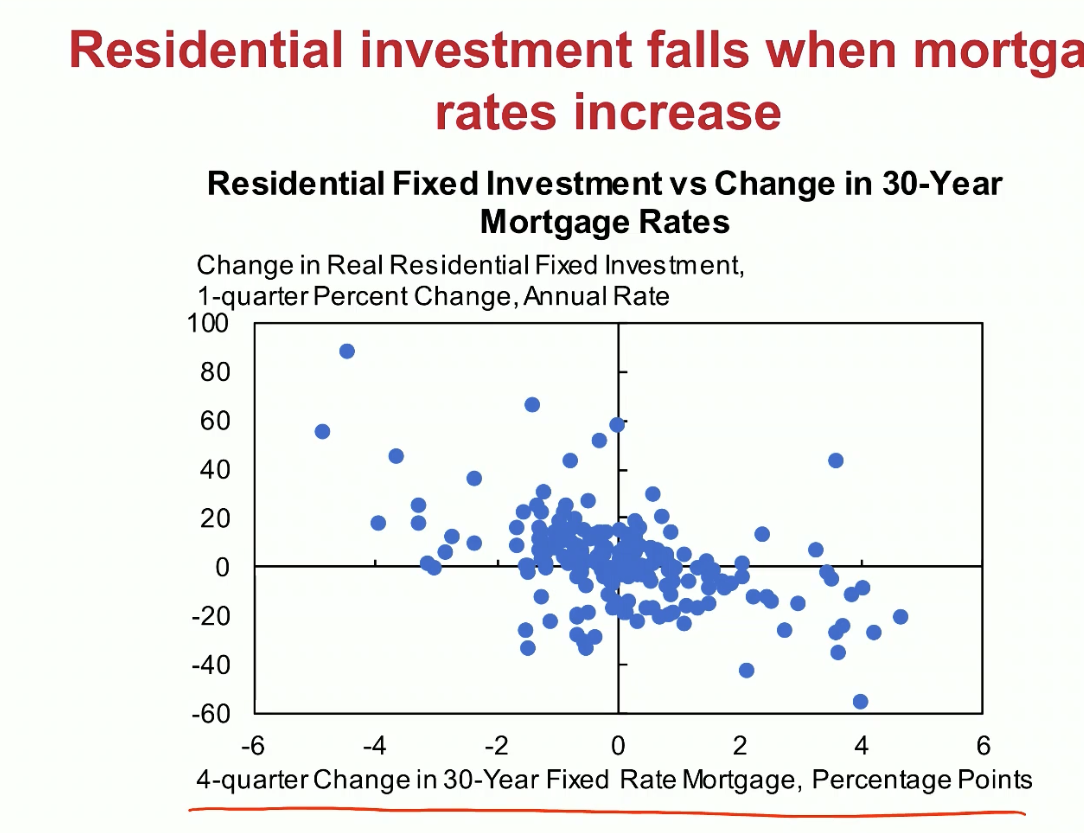 Residential investment falls when mortga
rates increase
Residential Fixed Investment vs Change in 30-Year
Mortgage Rates
Change in Real Residential Fixed Investment,
1-quarter Percent Change, Annual Rate
100
80
60
40
20
0
-20
-40
-60
-6 -4 -2 0 2 4 6
4-quarter Change in 30-Year Fixed Rate Mortgage, Percentage Points